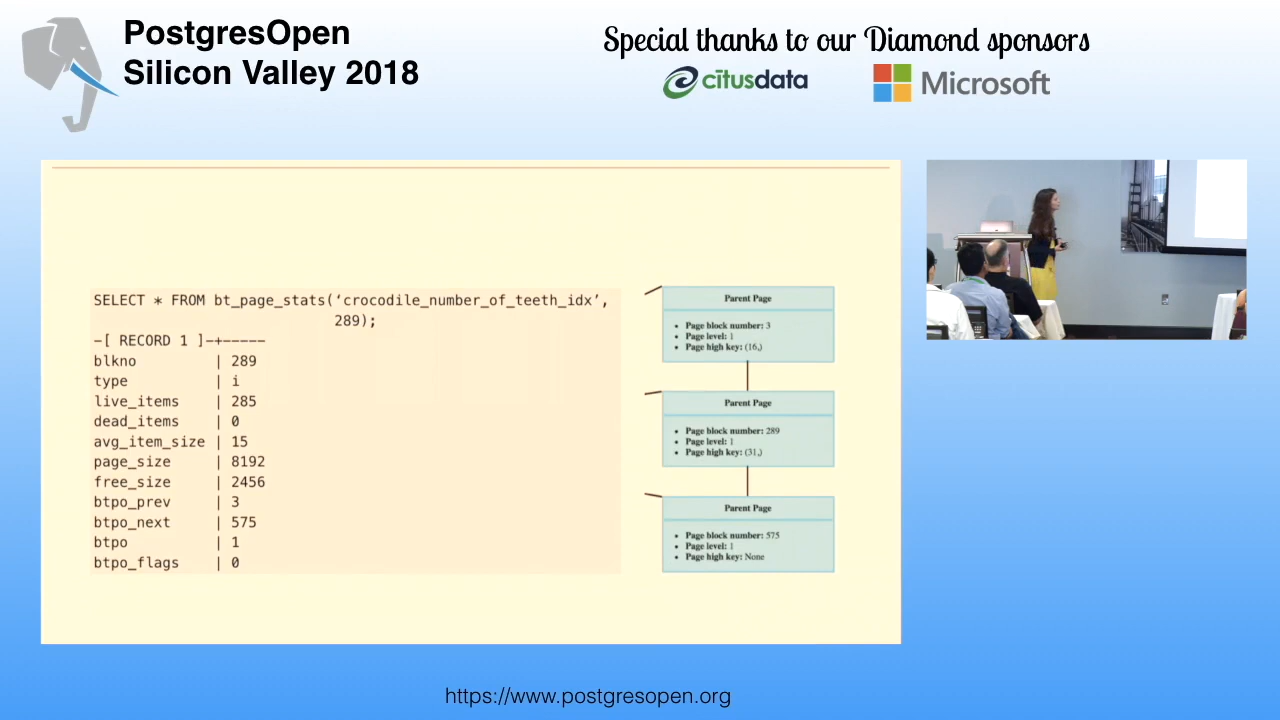 PostgresOpen
Silicon Valley 2018
Special thanks to our Diamond sponsors
citusdata
Microsoft
SELECT * FROM bt_page_stats(‘crocodile_number_of_teeth_idx’,
289);
-[ RECORD 1 ]-+-----
blkno | 289
type | i
live_items | 285
dead_items | 0
avg_item_size | 15
page_size | 8192
free_size | 2456
btpo_prev | 3
btpo_next | 575
btpo | 1
btpo_flags | 0
Parent Page
• Page block number: 3
• Page level: 1
• Page high key: (16,)
Parent Page
• Page block number: 289
• Page level: 1
• Page high key: (31,)
Parent Page
• Page block number: 575
• Page level: 1
• Page high key: None
https://www.postgresopen.org